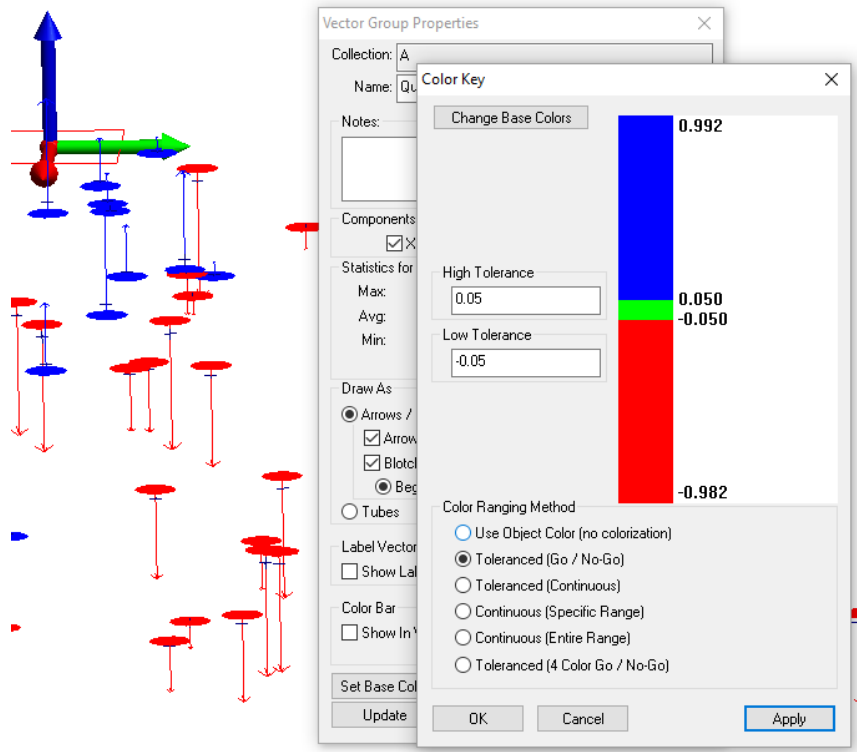 Vector Group Properties
Collection: A
Name: Qu
Notes:
Components
X
Statistics for
Max:
Avg:
Min:
Draw As
Arrows /
Arrow
Blotch
Beg
Tubes
Label Vector
Show Lal
Color Bar
Show In V
Set Base Col
Update
Color Key
Change Base Colors
0.992
High Tolerance
0.05
0.050
-0.050
Low Tolerance
-0.05
-0.982
Color Ranging Method
Use Object Color (no colorization)
Toleranced (Go / No-Go)
Toleranced (Continuous)
Continuous (Specific Range)
Continuous (Entire Range)
Toleranced (4 Color Go / No-Go)
OK
Cancel
Apply